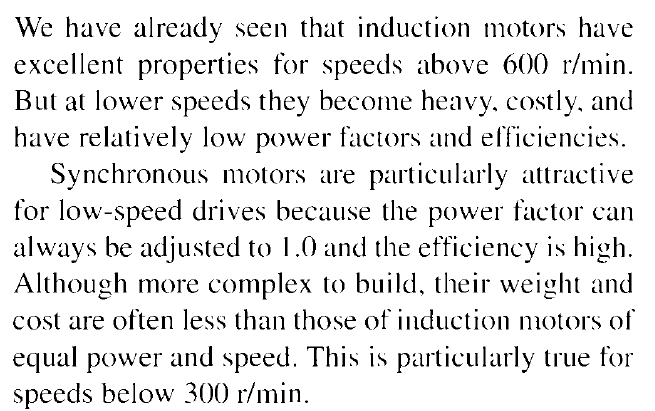 We have already seen that induction motors have
excellent properties for speeds above 600 r/min.
But at lower speeds they become heavy, costly, and
have relatively low power factors and efficiencies.
Synchronous motors are particularly attractive
for low-speed drives because the power factor can
always be adjusted to 1.0 and the efficiency is high.
Although more complex to build, their weight and
cost are often less than those of induction motors of
equal power and speed. This is particularly true for
speeds below 300 r/min.